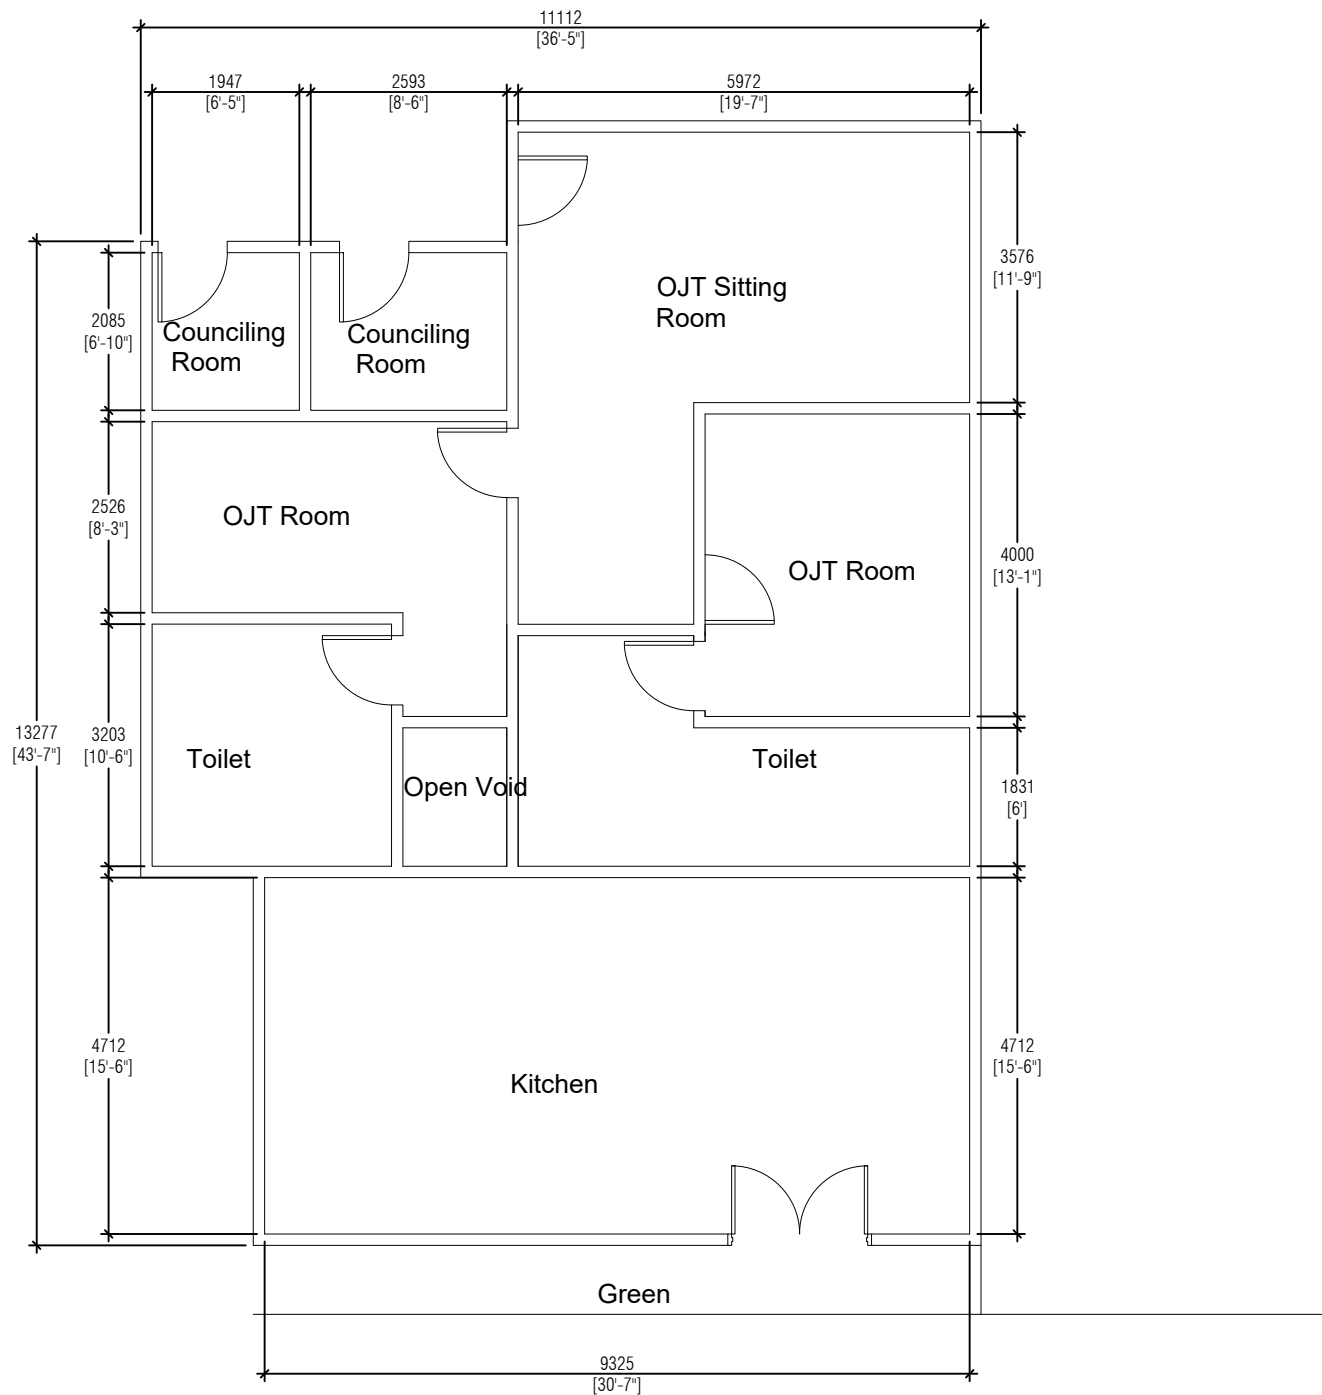 11112
[36'-5"]
1947
[6'-5"]
2593
[8'-6"]
5972
[19'-7"]
3576
[11'-9"]
OJT Sitting
Room
2085
[6'-10"]
Counciling
Room
Counciling
Room
2526
[8'-3"]
OJT Room
4000
[13'-1"]
OJT Room
13277
[43'-7"]
3203
[10'-6"]
Toilet
Open Void
Toilet
1831
[6']
4712
[15'-6"]
Kitchen
4712
[15'-6"]
Green
9325
[30'-7"]